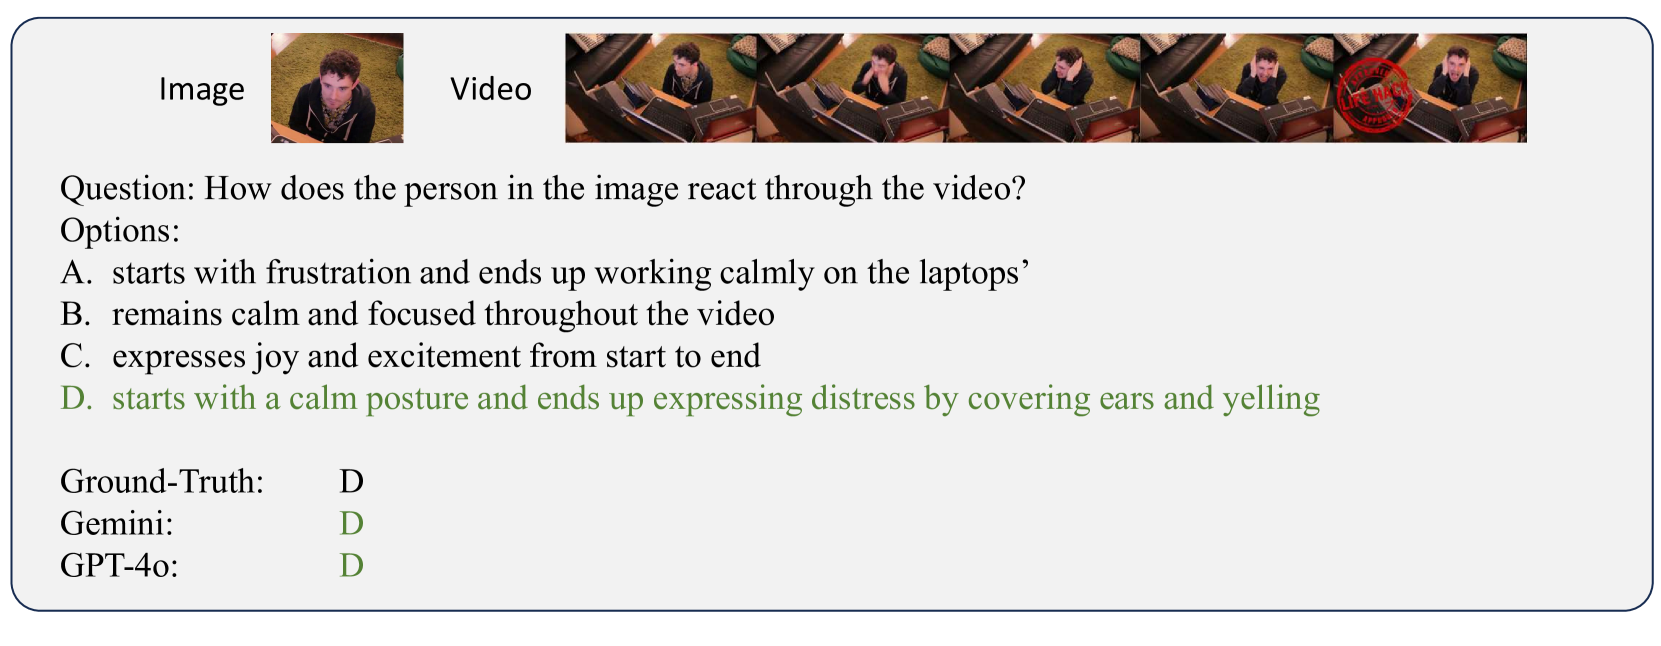 Image
Video
LIFE HACK
Question: How does the person in the image react through the video?
Options:
A. starts with frustration and ends up working calmly on the laptops’
B. remains calm and focused throughout the video
C. expresses joy and excitement from start to end
D. starts with a calm posture and ends up expressing distress by covering ears and yelling
Ground-Truth: D
Gemini: D
GPT-4o: D